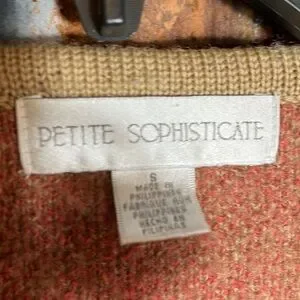 PETITE SOPHISTICATE
S
MADE IN
PHILIPPINES
FABRIQUE AUX
PHILIPPINES
HECHO EN
FILIPINAS